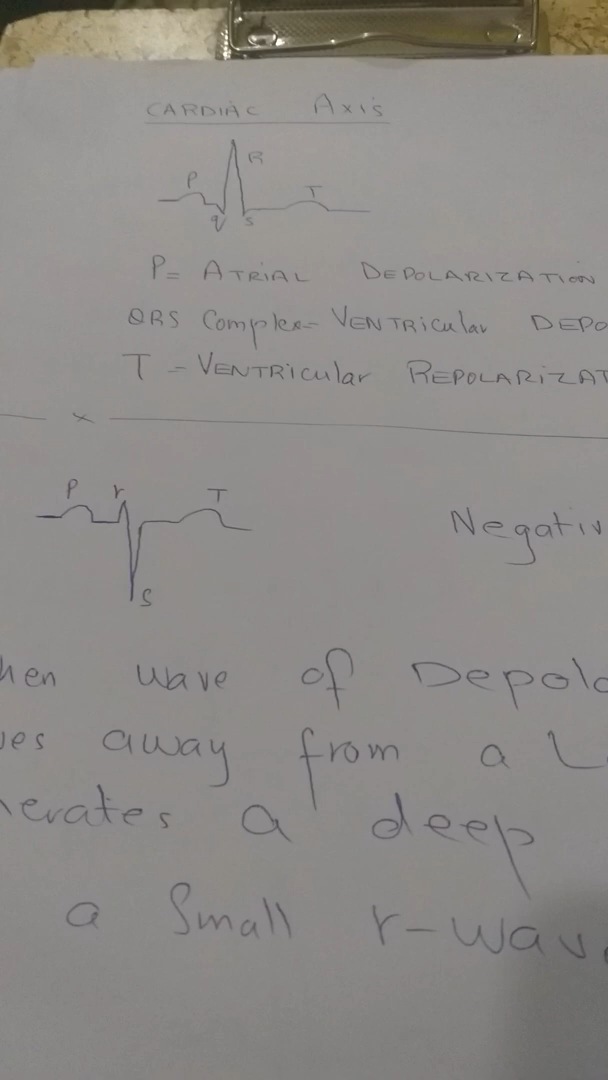 CARDIAC Axis
R
P
T
q s
P= ATRIAL DEPOLARIZATION
QRS Complex- VENTRicular DEPO
T - VENTRicular REPOLARiZAT
P r T
Negativ
S
hen wave of Depola
es away from a L
erates a deep
a Small r-wav